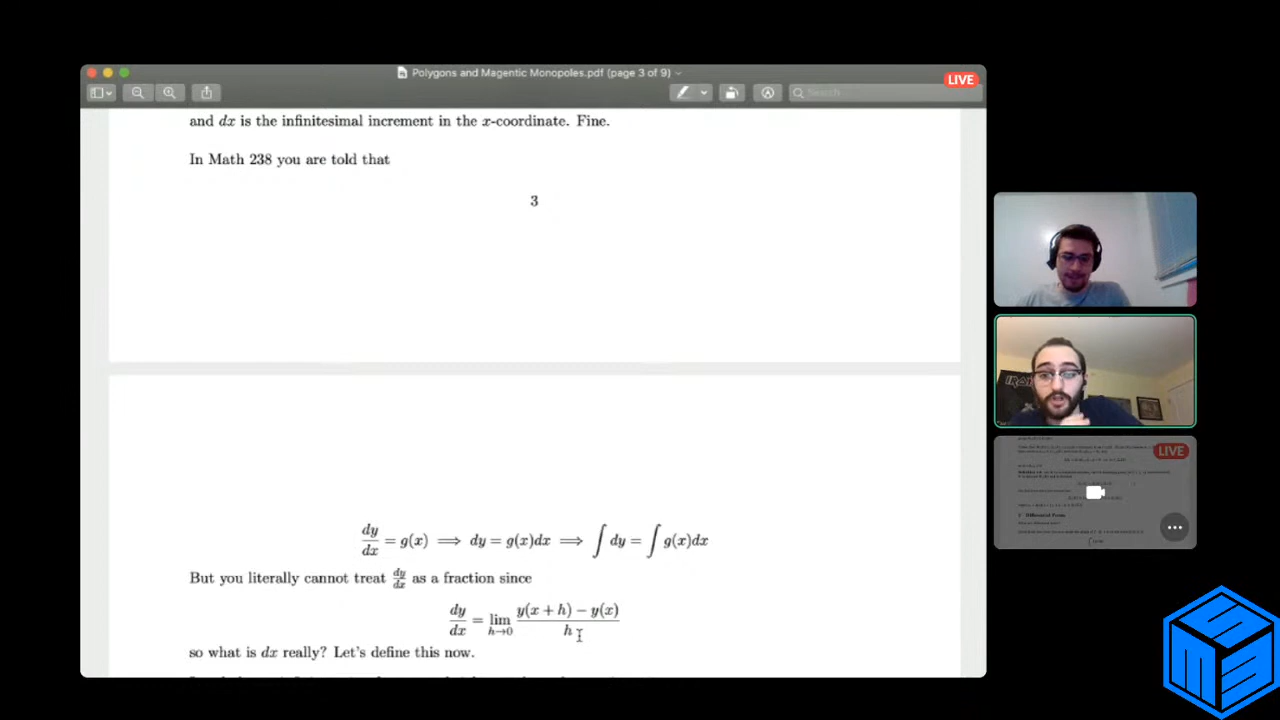 Polygons and Magentic Monopoles.pdf (page 3 of 9)
LIVE
Search
and dx is the infinitesimal increment in the x-coordinate. Fine.
In Math 238 you are told that
3
dy/dx = g(x) ⟹ dy = g(x)dx ⟹ ∫ dy = ∫ g(x)dx
But you literally cannot treat dy/dx as a fraction since
dy/dx = lim h→0 (y(x + h) − y(x))/h
so what is dx really? Let's define this now.
LIVE
SM3